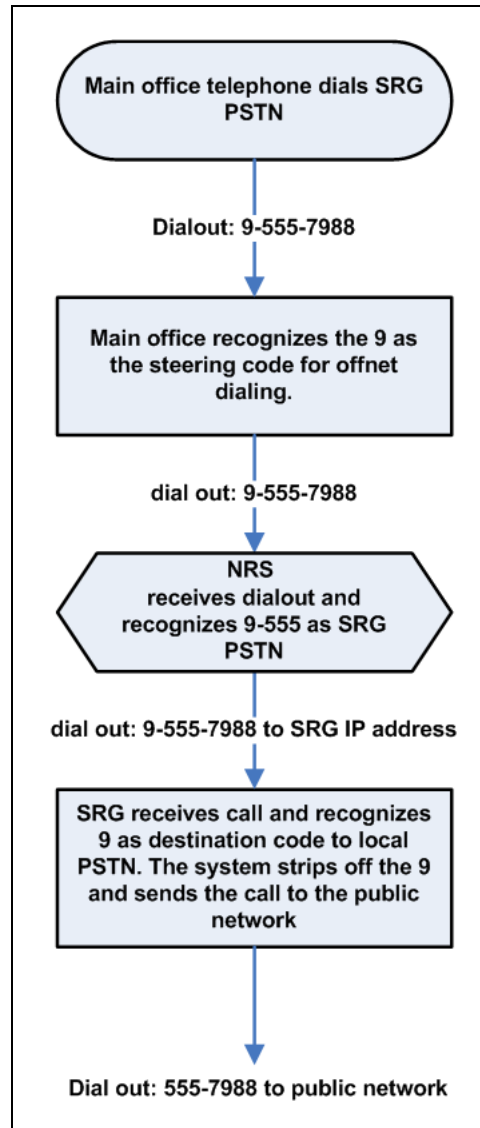 Main office telephone dials SRG
PSTN
Dialout: 9-555-7988
Main office recognizes the 9 as
the steering code for offnet
dialing.
dial out: 9-555-7988
NRS
receives dialout and
recognizes 9-555 as SRG
PSTN
dial out: 9-555-7988 to SRG IP address
SRG receives call and recognizes
9 as destination code to local
PSTN. The system strips off the 9
and sends the call to the public
network
Dial out: 555-7988 to public network